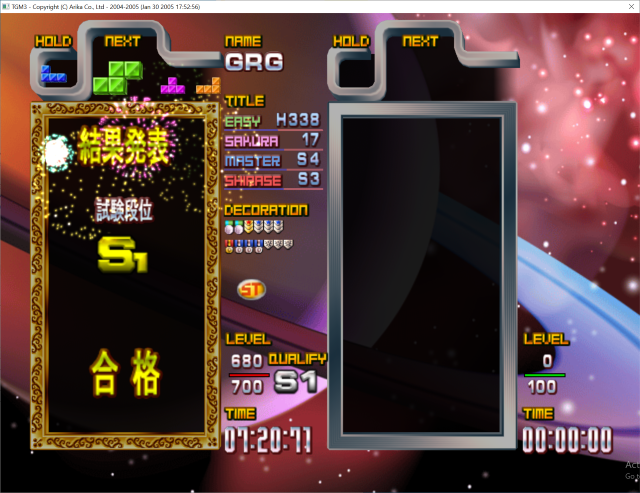 TGM3 - Copyright (C) Arika Co., Ltd - 2004-2005 (Jan 30 2005 17:52:56)
HOLD NEXT
NAME
GRG
TITLE
EASY H338
SAKURA 17
MASTER S4
SHIRASE S3
DECORATION
ST
結果発表
試験段位
S1
合格
LEVEL
680
700
QUALIFY
S1
TIME
07:20:71
HOLD NEXT
LEVEL
0
100
TIME
00:00:00